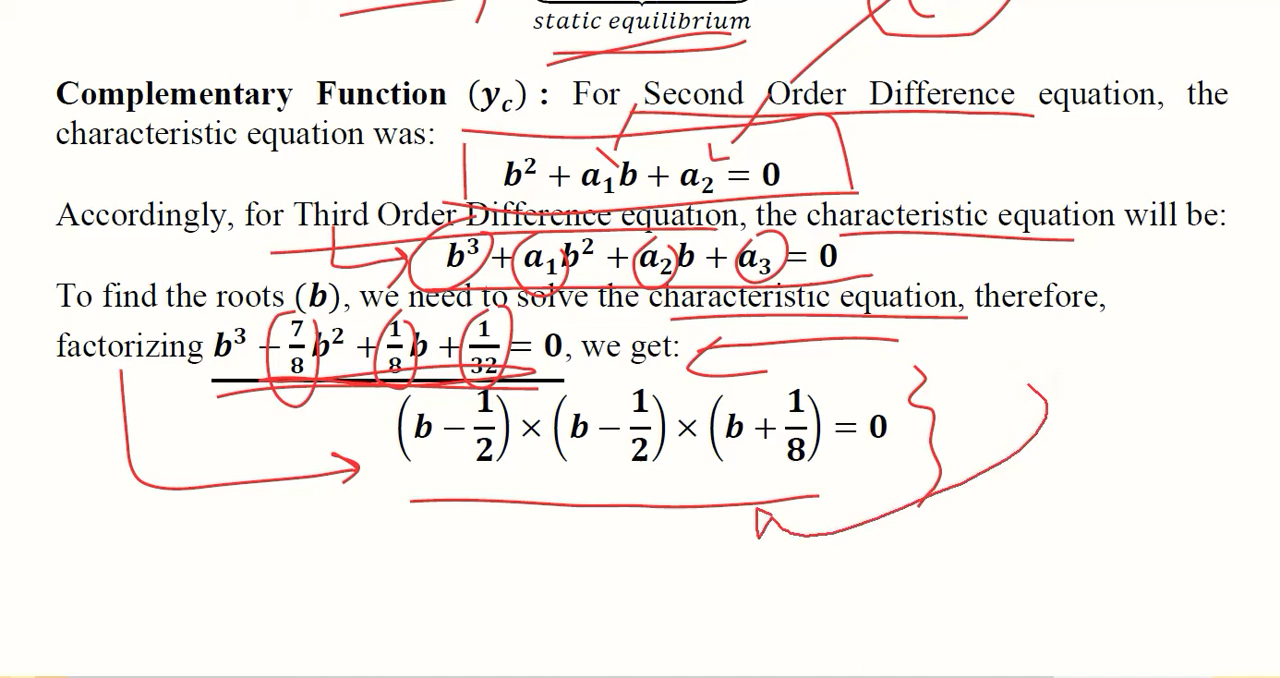 static equilibrium
Complementary Function (y_c) : For Second Order Difference equation, the
characteristic equation was:
b² + a₁b + a₂ = 0
Accordingly, for Third Order Difference equation, the characteristic equation will be:
b³ + a₁b² + a₂b + a₃ = 0
To find the roots (b), we need to solve the characteristic equation, therefore,
factorizing b³ − 7/8 b² + 1/8 b + 1/32 = 0, we get:
(b − 1/2) × (b − 1/2) × (b + 1/8) = 0